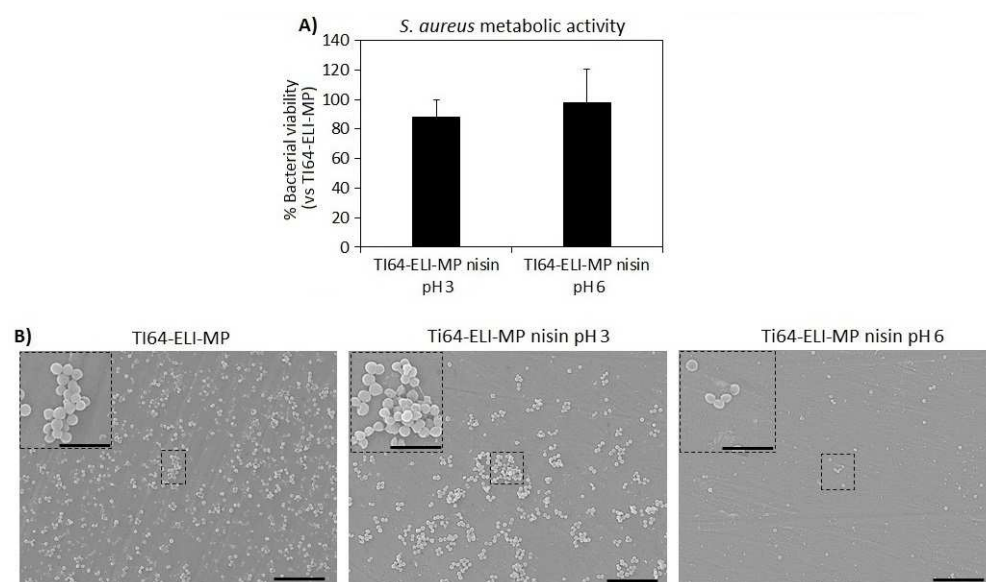 A) S. aureus metabolic activity
% Bacterial viability
(vs TI64-ELI-MP)
140
120
100
80
60
40
20
0
TI64-ELI-MP nisin
pH 3
TI64-ELI-MP nisin
pH 6
B)
TI64-ELI-MP
Ti64-ELI-MP nisin pH 3
Ti64-ELI-MP nisin pH 6